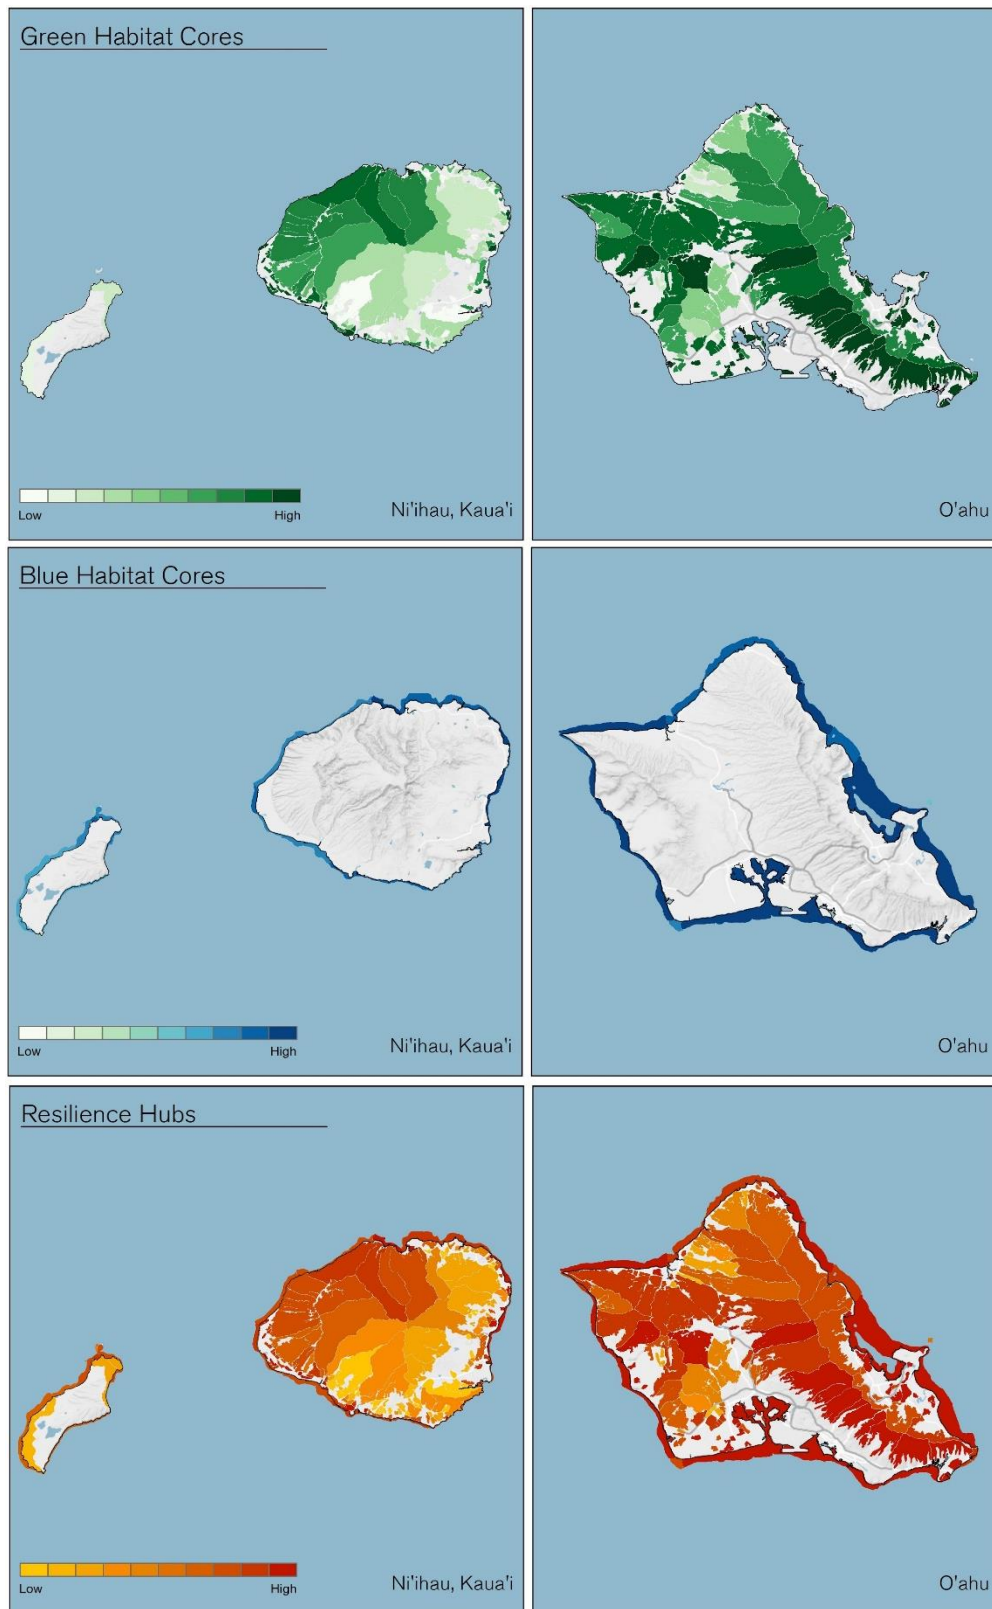 Green Habitat Cores
Low
High
Ni'ihau, Kaua'i
O'ahu
Blue Habitat Cores
Low
High
Ni'ihau, Kaua'i
O'ahu
Resilience Hubs
Low
High
Ni'ihau, Kaua'i
O'ahu